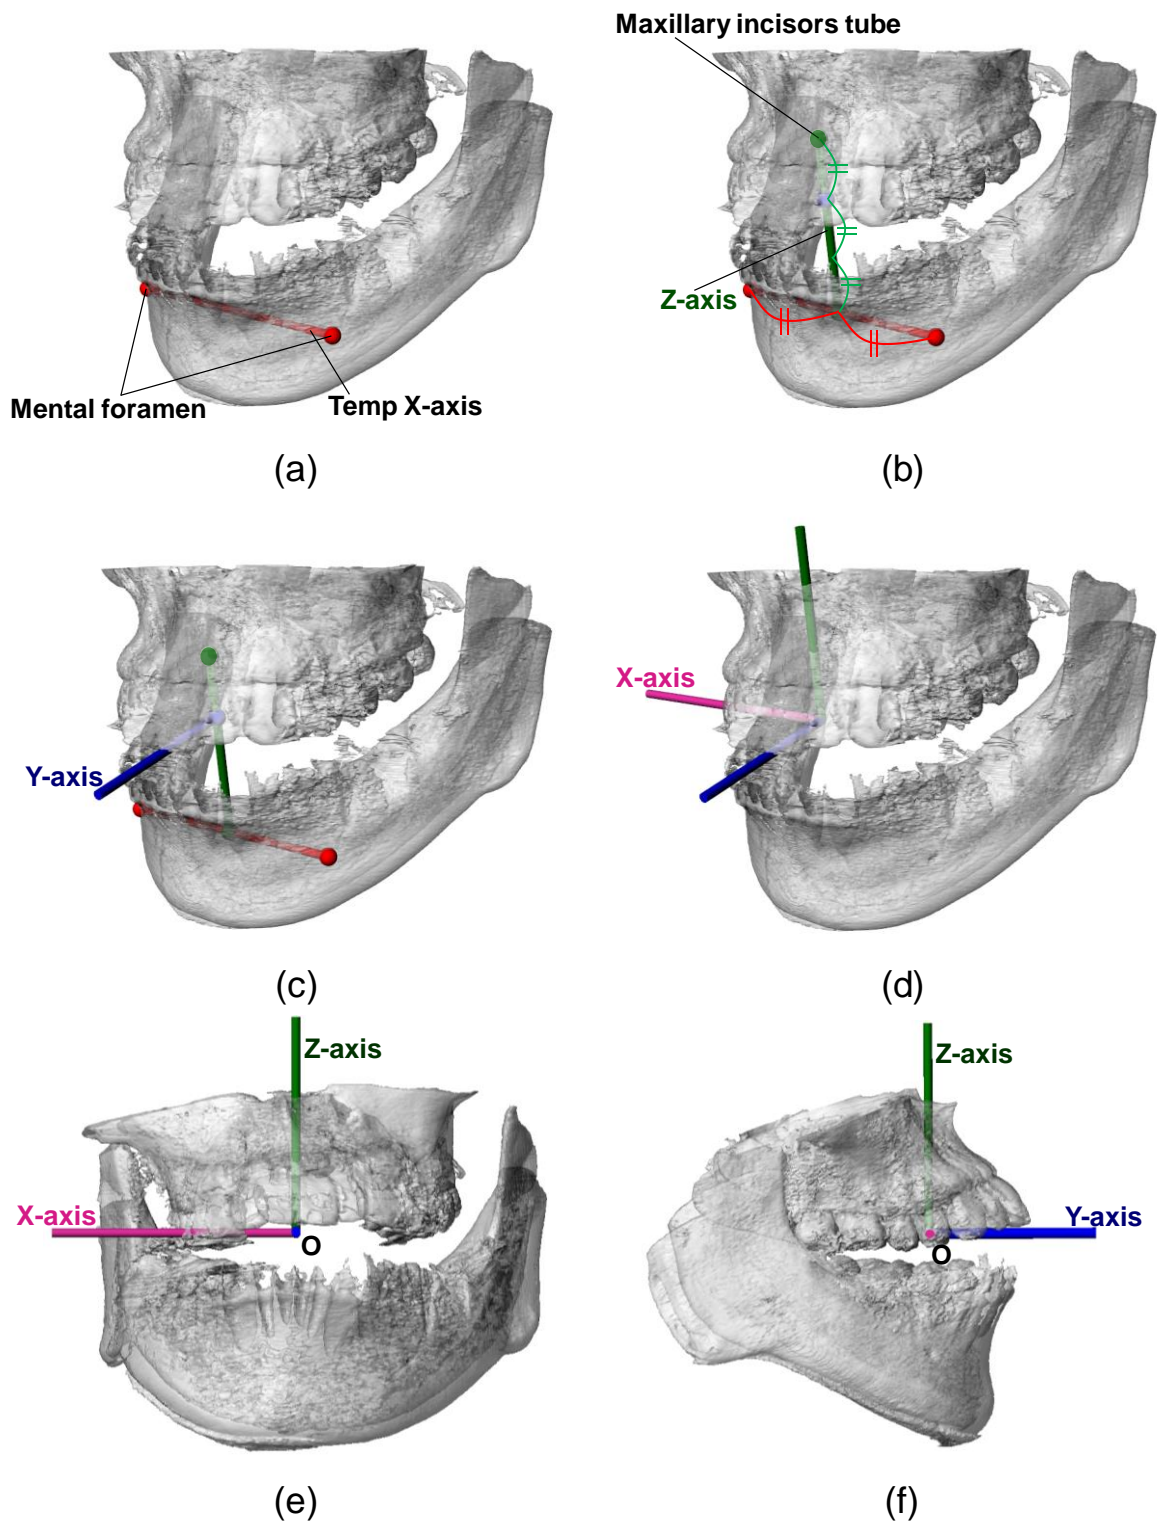 Maxillary incisors tube
Z-axis
Mental foramen
Temp X-axis
(a)
(b)
X-axis
Y-axis
(c)
(d)
Z-axis
Z-axis
X-axis
O
Y-axis
O
(e)
(f)